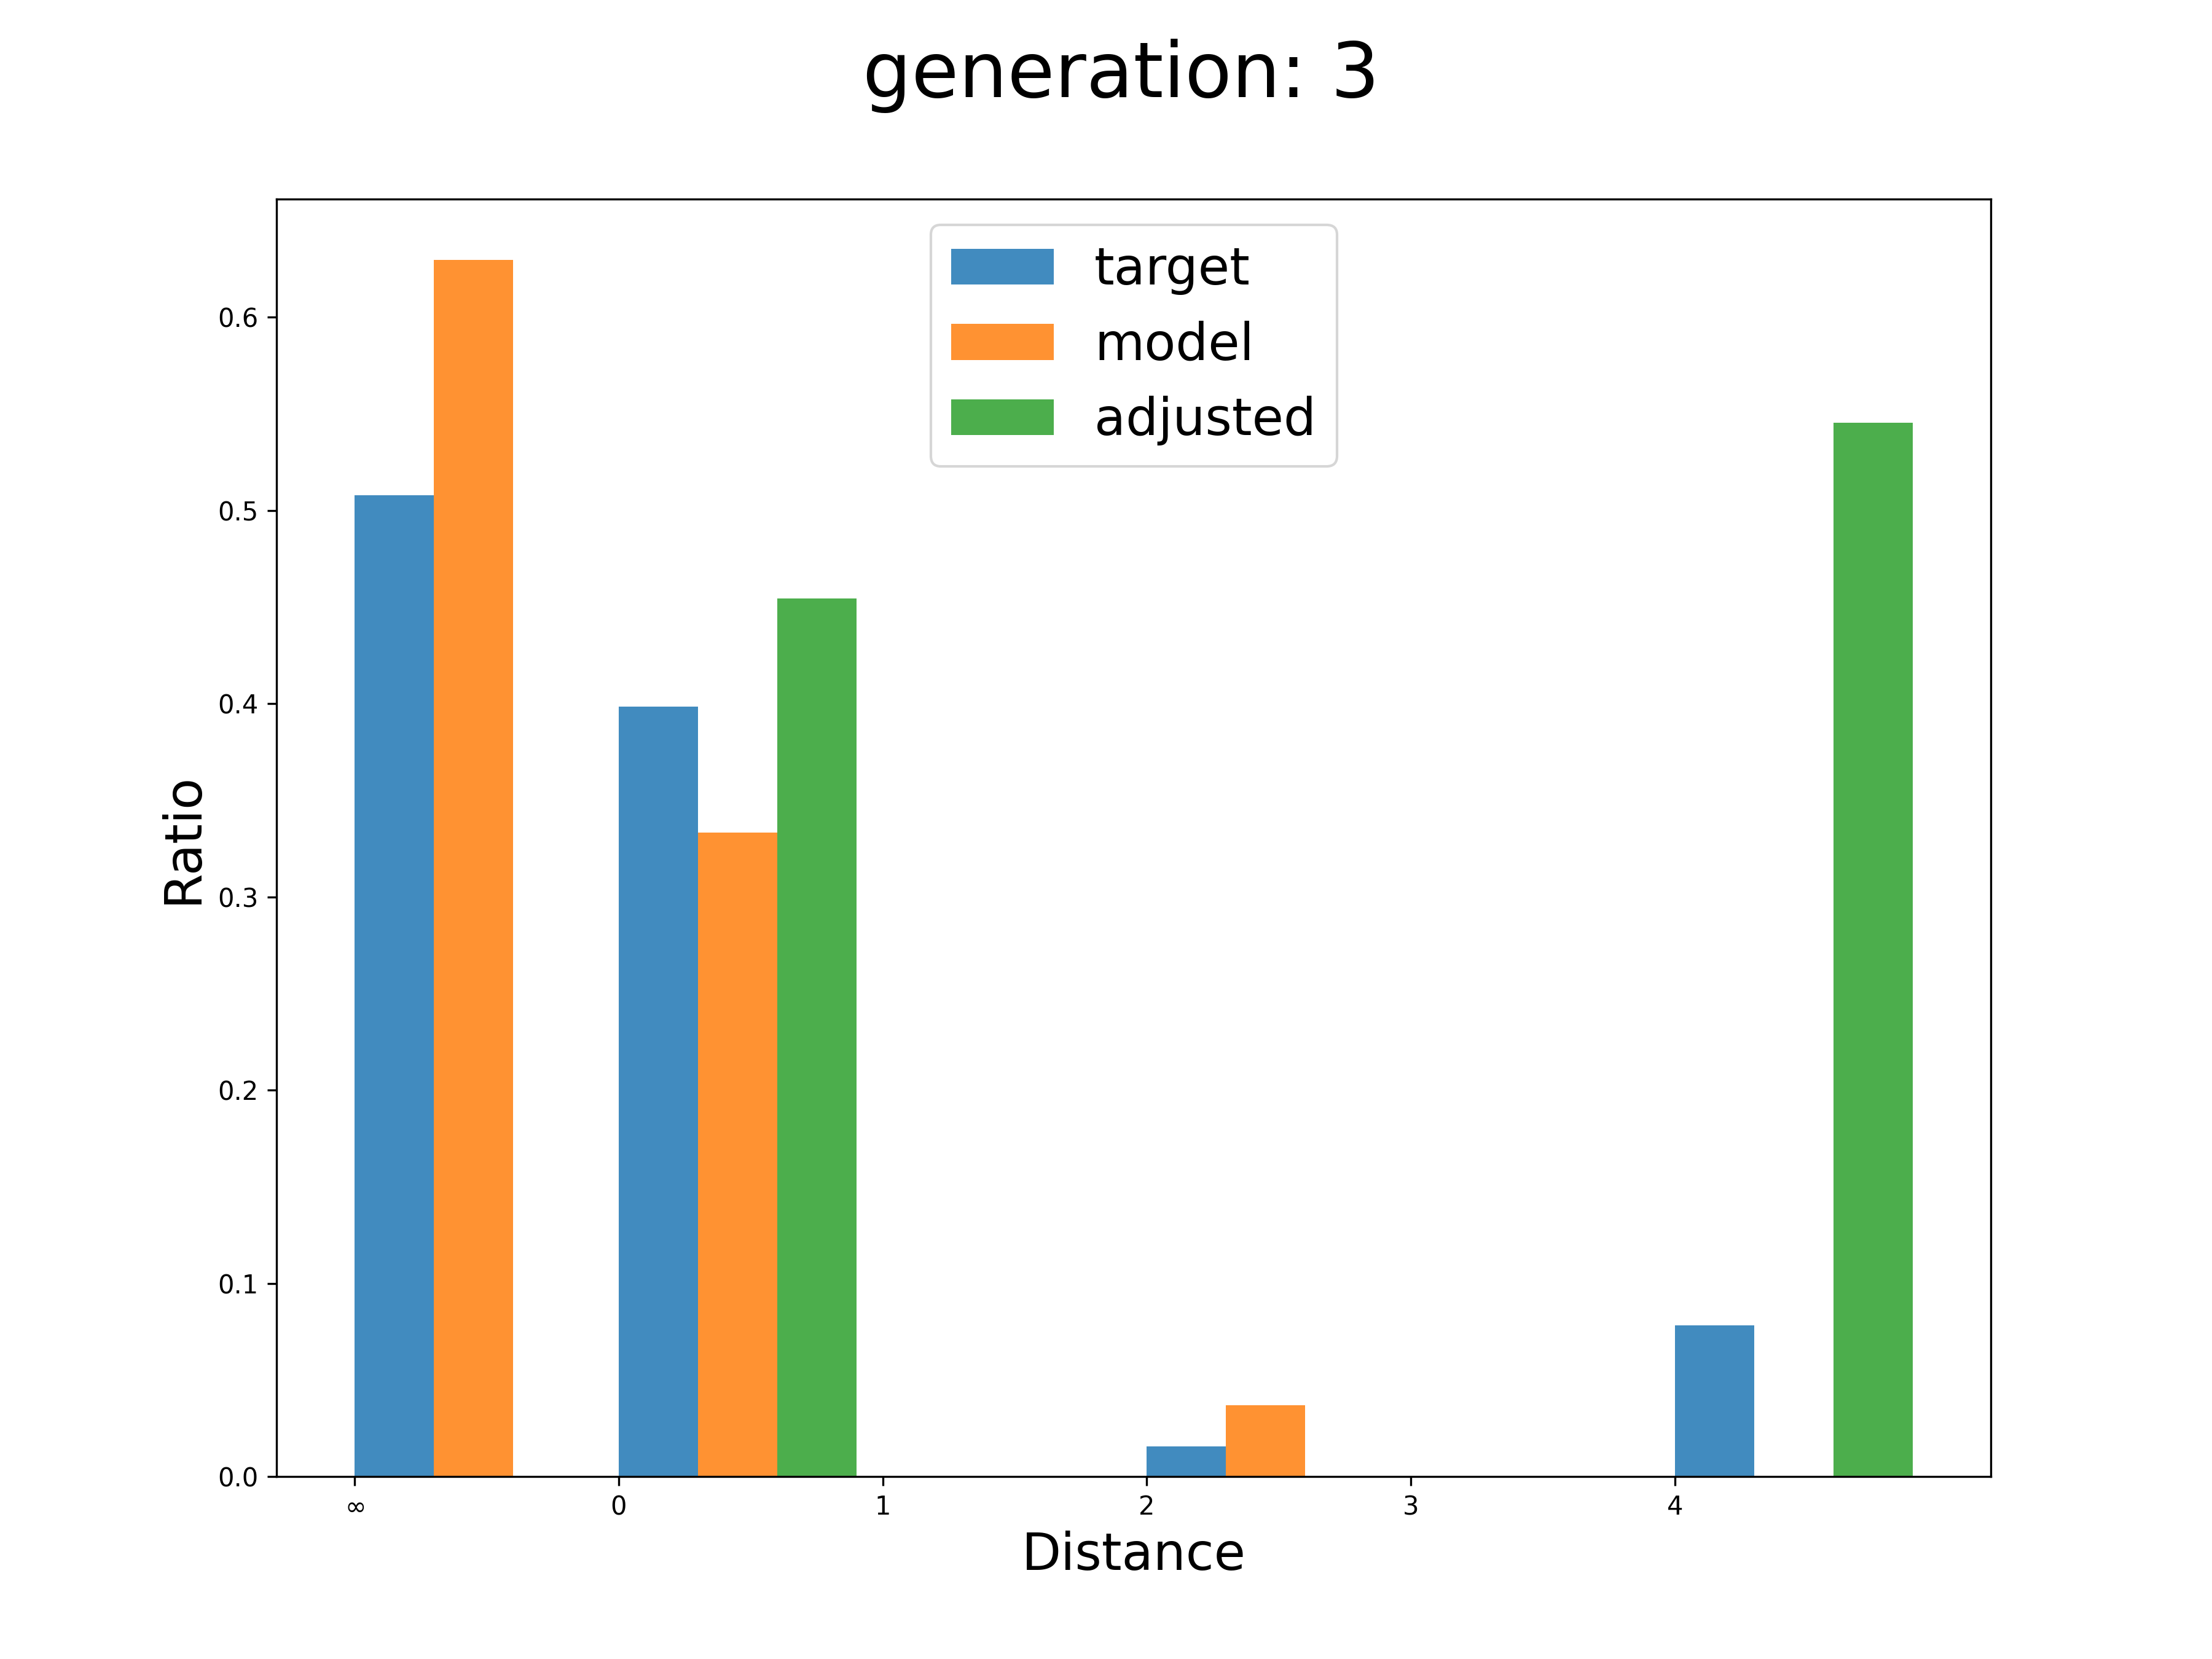 generation: 3
target
model
adjusted
Ratio
0.6
0.5
0.4
0.3
0.2
0.1
0.0
∞ 0 1 2 3 4
Distance